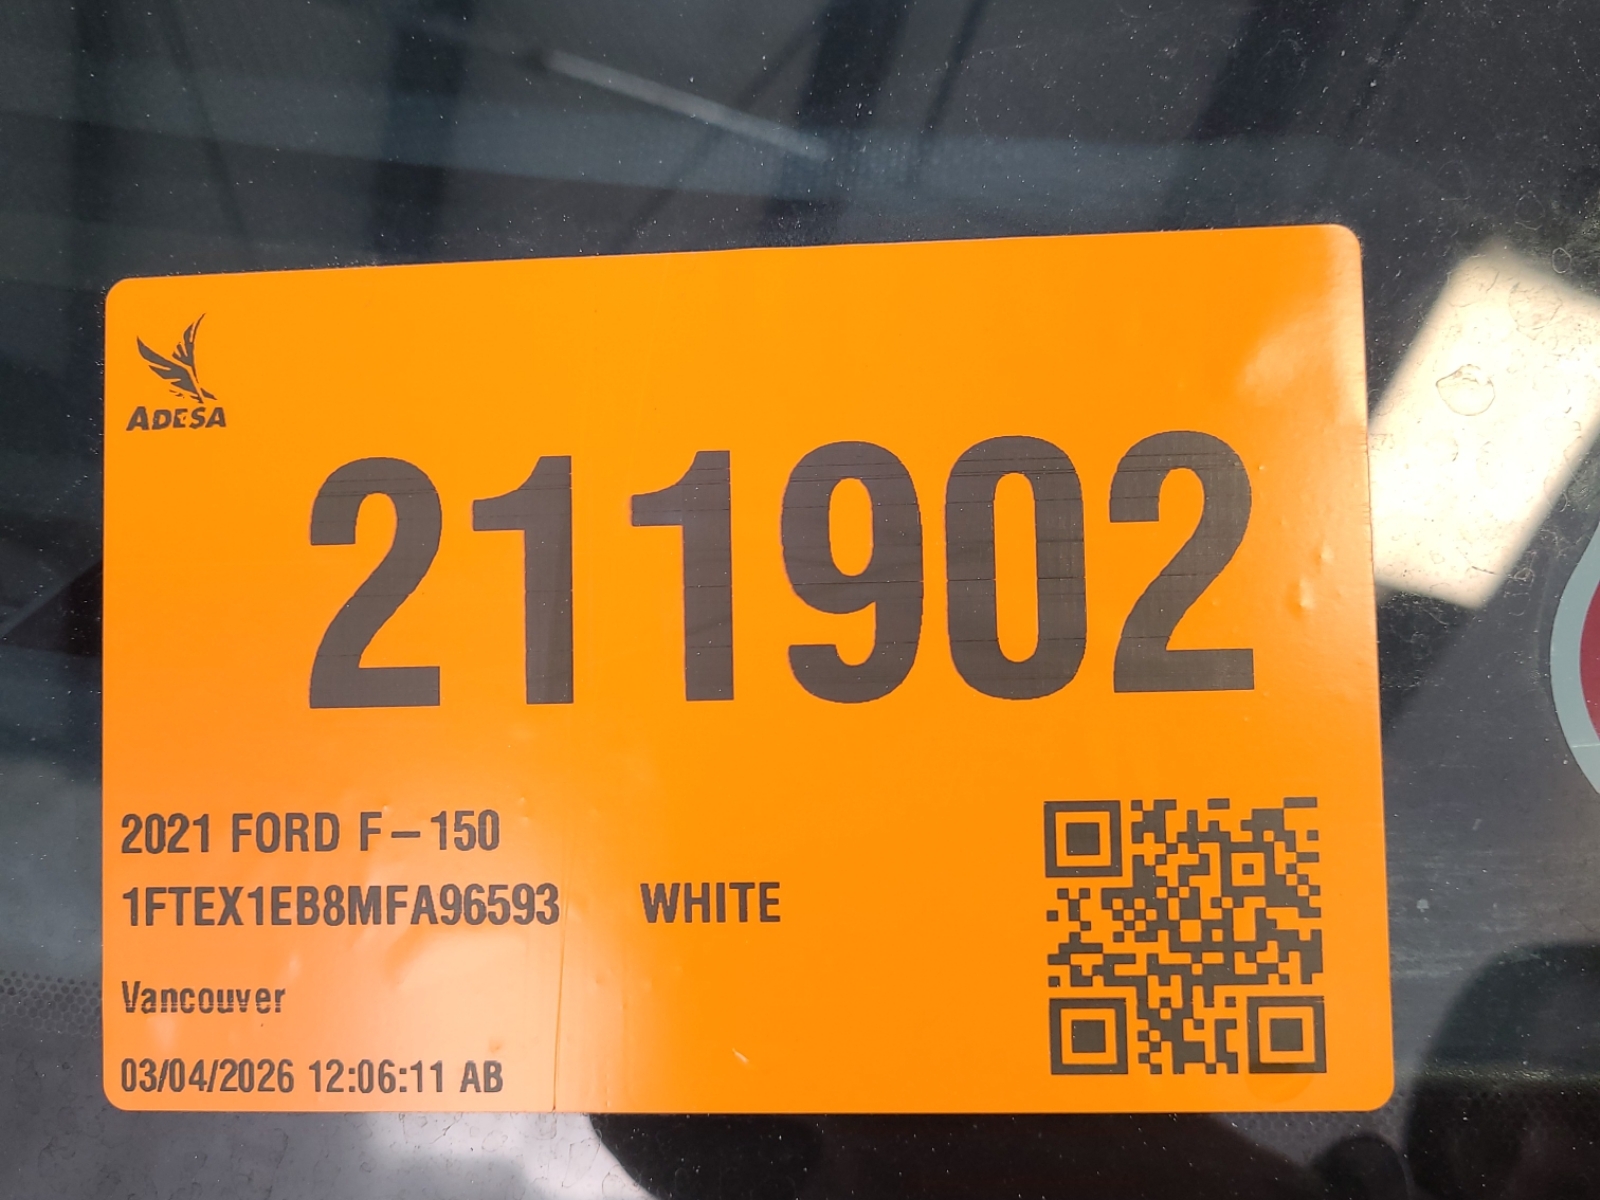 ADESA
211902
2021 FORD F-150
1FTEX1EB8MFA96593 WHITE
Vancouver
03/04/2026 12:06:11 AB